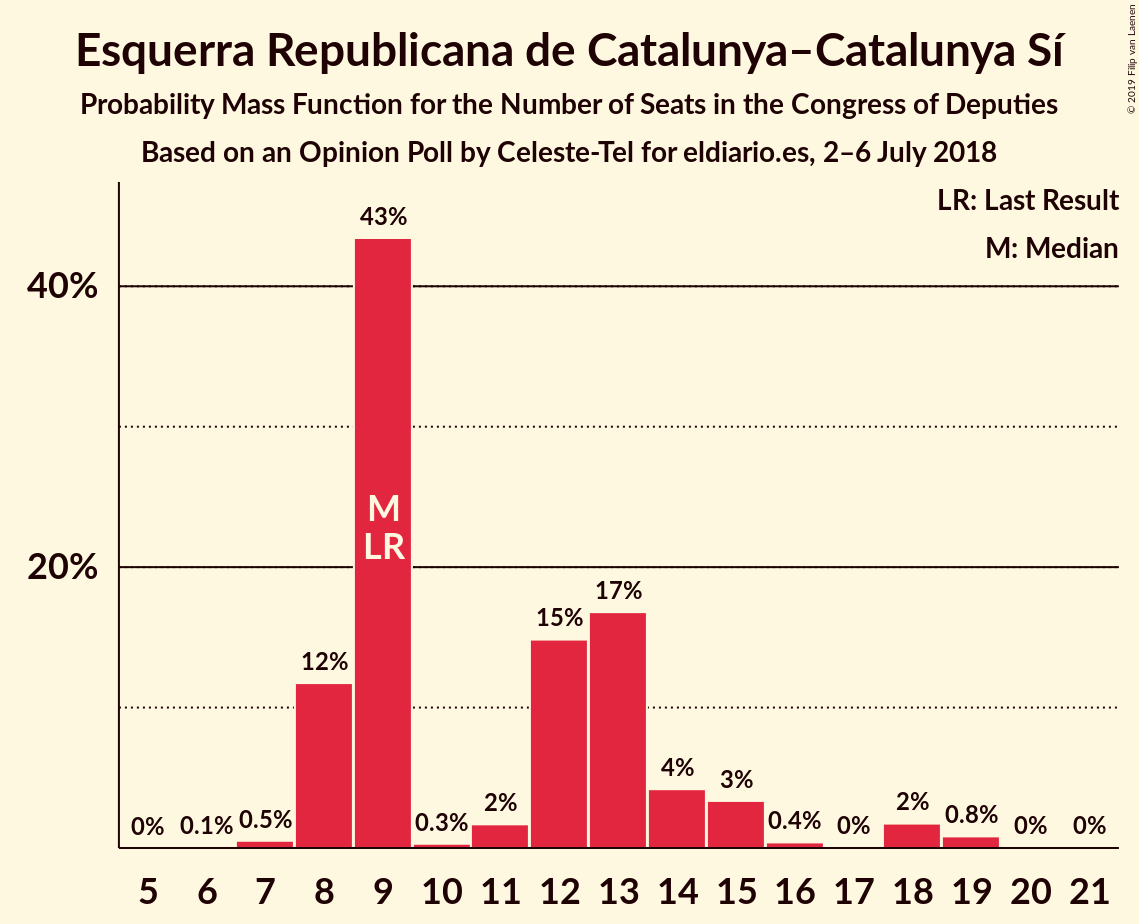 Esquerra Republicana de Catalunya–Catalunya Sí
Probability Mass Function for the Number of Seats in the Congress of Deputies
Based on an Opinion Poll by Celeste-Tel for eldiario.es, 2–6 July 2018
© 2019 Filip van Laenen
LR: Last Result
M: Median
40%
20%
0% 0.1% 0.5% 12% 43% 0.3% 2% 15% 17% 4% 3% 0.4% 0% 2% 0.8% 0% 0%
M
LR
5 6 7 8 9 10 11 12 13 14 15 16 17 18 19 20 21